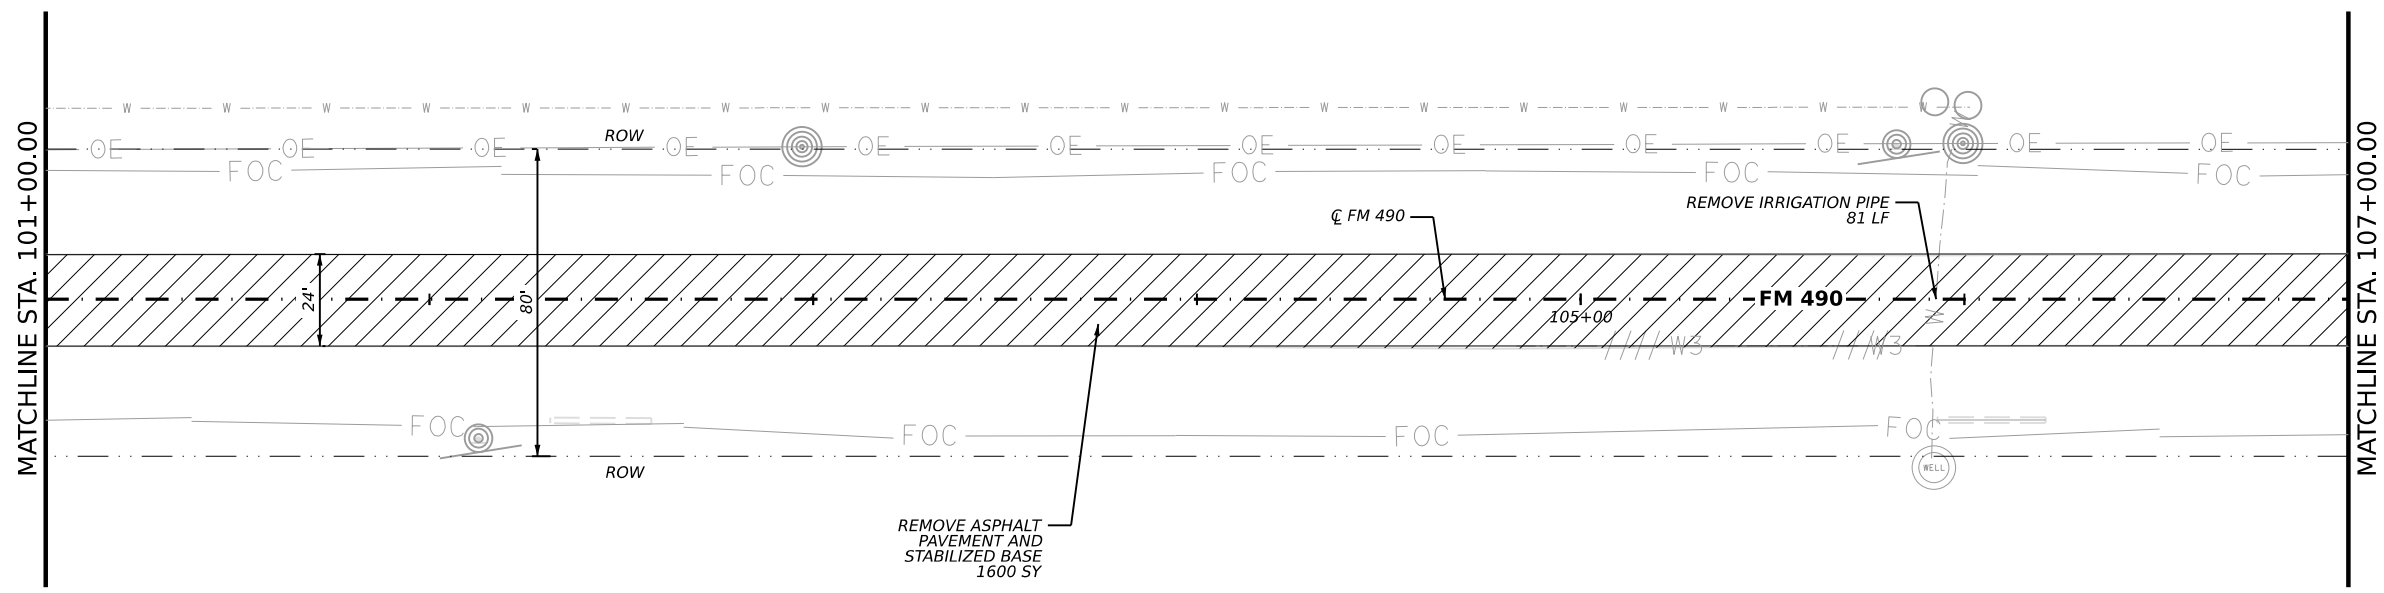 MATCHLINE STA. 101+00.00
W W W W W W W W W W W W W W W W W W W
OE OE OE ROW OE OE OE OE OE OE OE OE OE
FOC FOC FOC FOC FOC
W
REMOVE IRRIGATION PIPE
81 LF
℄ FM 490
24'
80'
FM 490
105+00
W
W3 W3
FOC FOC FOC FOC
WELL
ROW
REMOVE ASPHALT
PAVEMENT AND
STABILIZED BASE
1600 SY
MATCHLINE STA. 107+00.00